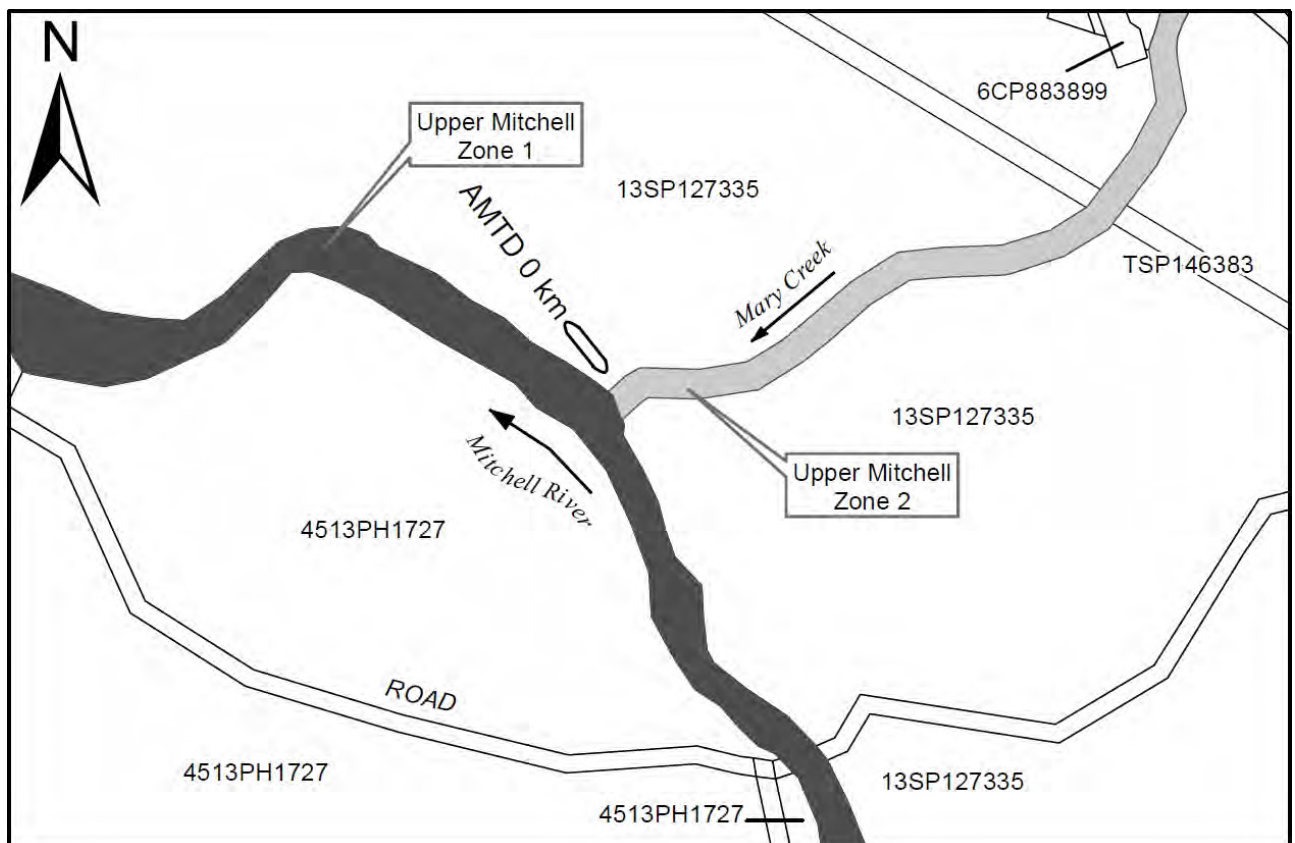 N
6CP883899
Upper Mitchell
Zone 1
13SP127335
AMTD 0 km
TSP146383
Mary Creek
13SP127335
Mitchell River
Upper Mitchell
Zone 2
4513PH1727
ROAD
4513PH1727
13SP127335
4513PH1727